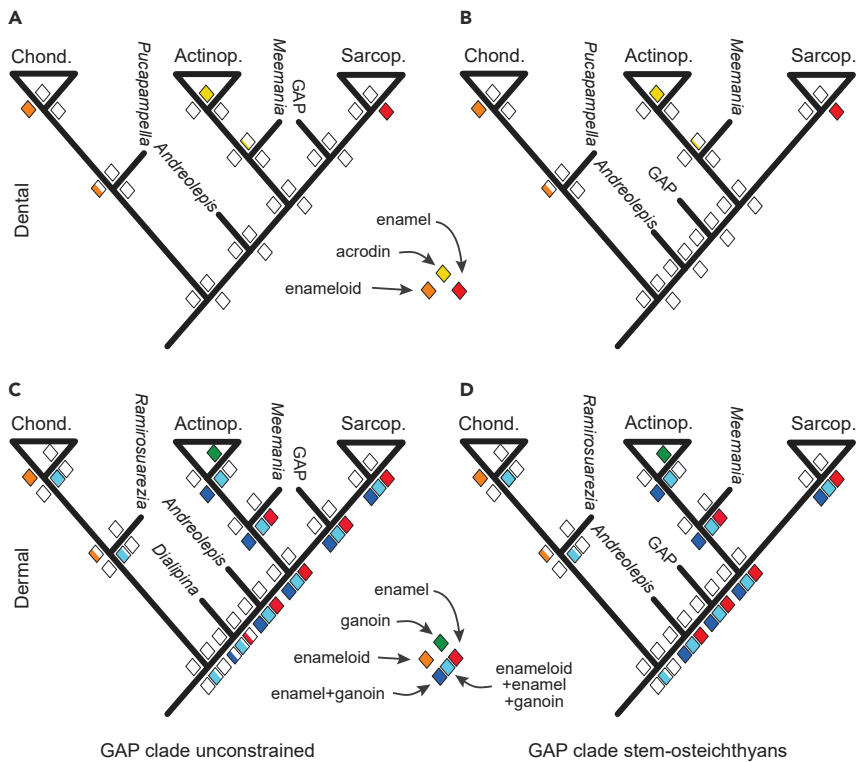 A
Chond.
Pucapampella
Actinop.
Meemania
GAP
Sarcop.
Andreolepis
Dental
enamel
acrodin
enameloid
B
Chond.
Pucapampella
Actinop.
Meemania
Sarcop.
Andreolepis
GAP
C
Chond.
Ramirosuarezia
Actinop.
Meemania
GAP
Sarcop.
Andreolepis
Dialipina
Dermal
enamel
ganoin
enameloid
enamel+ganoin
enameloid
+enamel
+ganoin
GAP clade unconstrained
D
Chond.
Ramirosuarezia
Actinop.
Meemania
Sarcop.
Andreolepis
GAP
GAP clade stem-osteichthyans